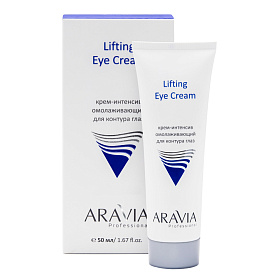 Lifting
Eye Cream
крем-интенсив
омолаживающий
для контура глаз
ARAVIA
Professional
℮ 50 мл/ 1.67 fl. oz.
Lifting
Eye Cream
крем-интенсив
омолаживающий
для контура глаз
ARAVIA
Professional